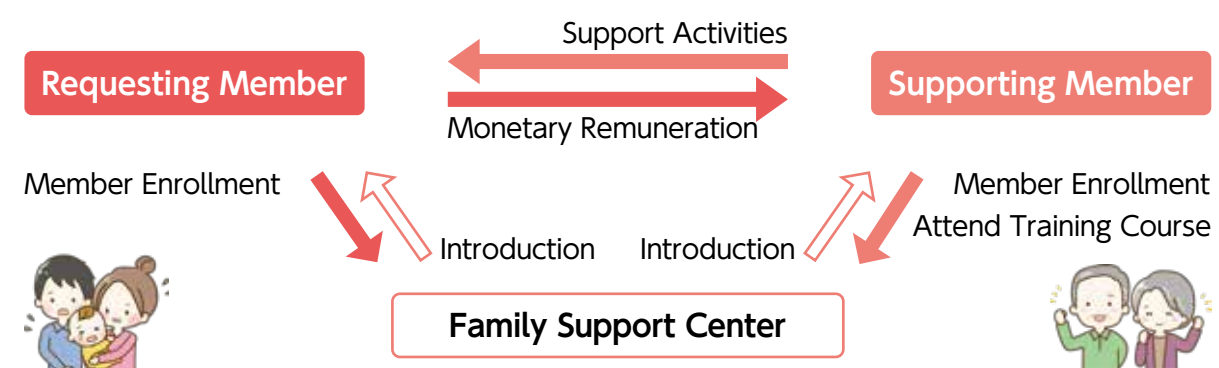 Support Activities
Requesting Member
Supporting Member
Monetary Remuneration
Member Enrollment
Member Enrollment
Attend Training Course
Introduction
Introduction
Family Support Center